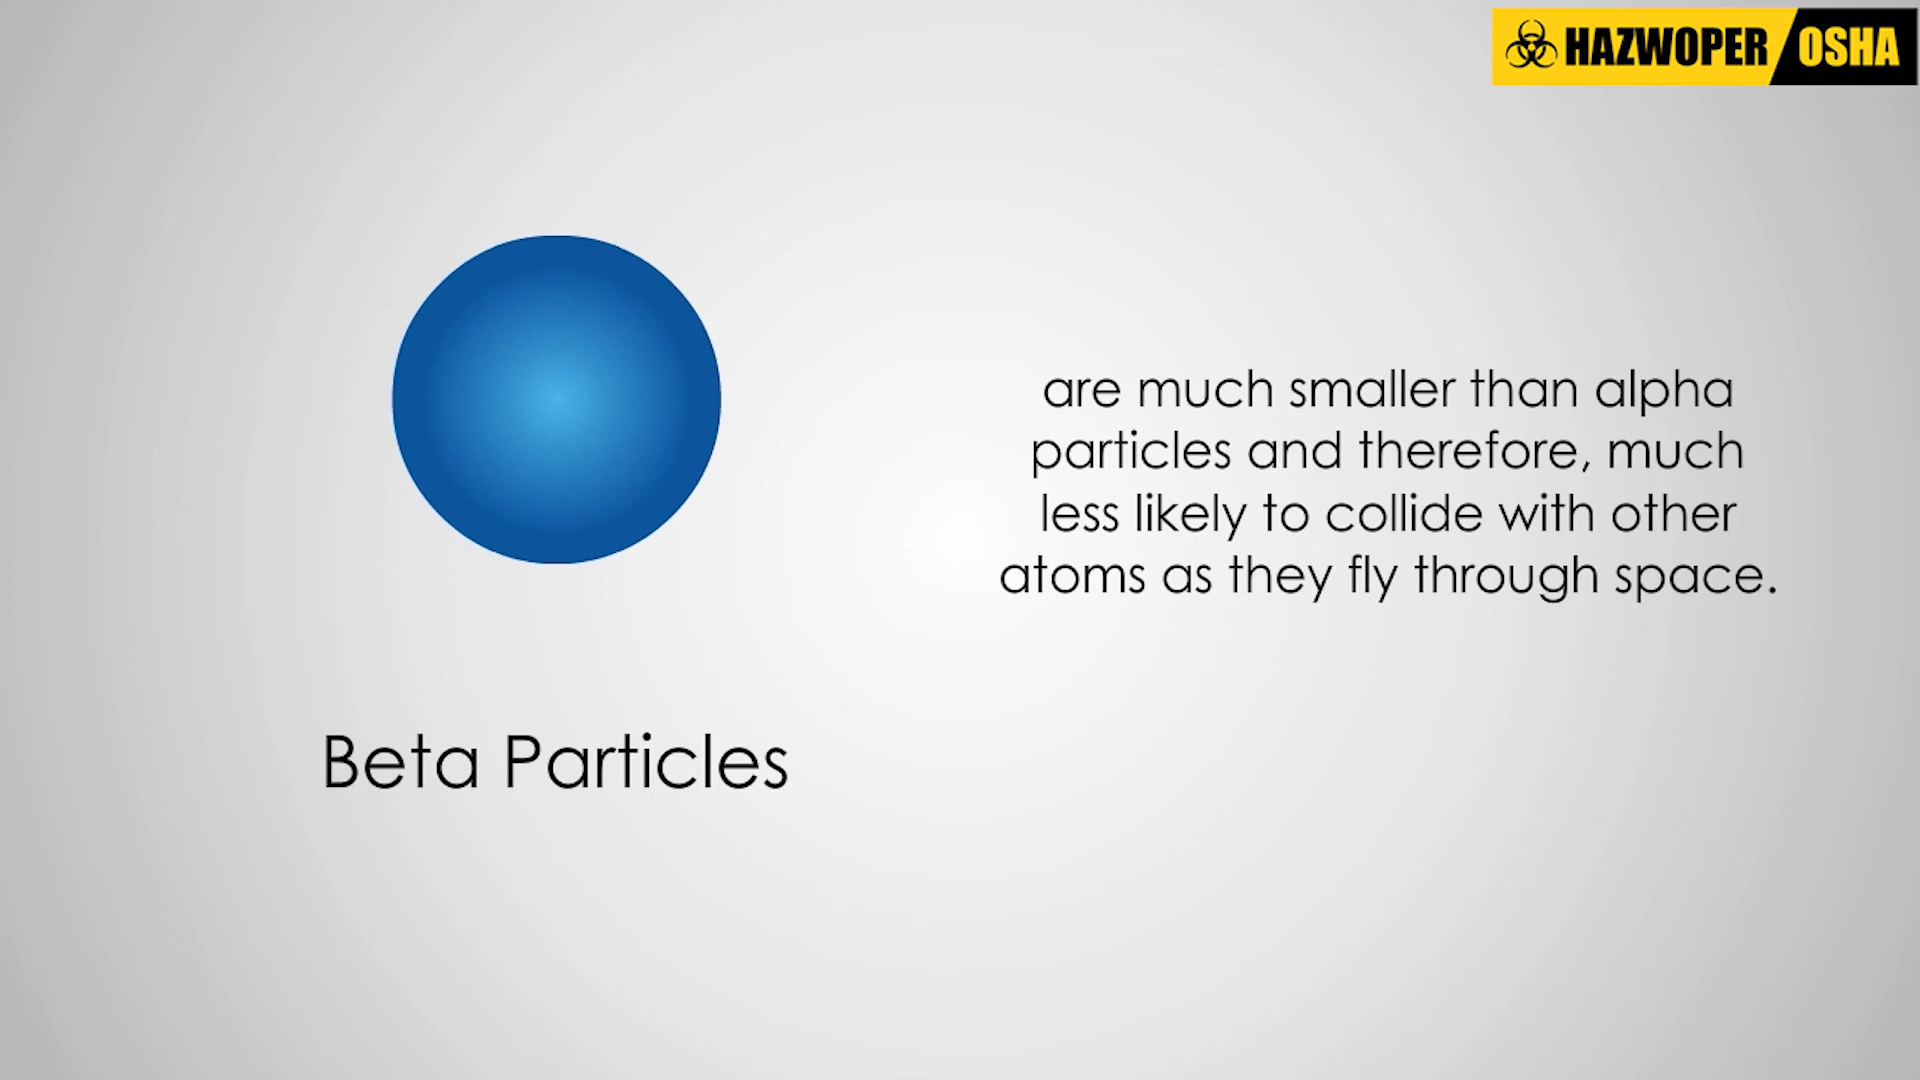 HAZWOPER OSHA
are much smaller than alpha
particles and therefore, much
less likely to collide with other
atoms as they fly through space.
Beta Particles